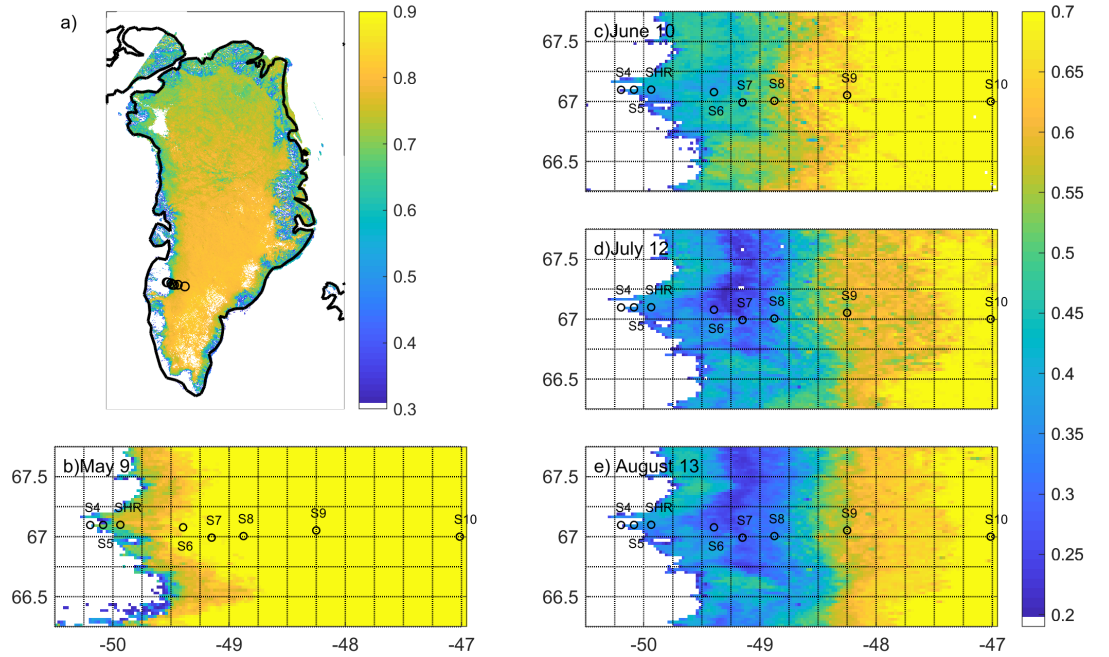 a)
0.9
0.8
0.7
0.6
0.5
0.4
0.3
b)May 9
67.5
67
66.5
S4
SHR
S5
S6
S7
S8
S9
S10
-50
-49
-48
-47
c)June 10
67.5
67
66.5
S4
SHR
S5
S6
S7
S8
S9
S10
d)July 12
67.5
67
66.5
S4
SHR
S5
S6
S7
S8
S9
S10
e) August 13
67.5
67
66.5
S4
SHR
S5
S6
S7
S8
S9
S10
-50
-49
-48
-47
0.7
0.65
0.6
0.55
0.5
0.45
0.4
0.35
0.3
0.25
0.2